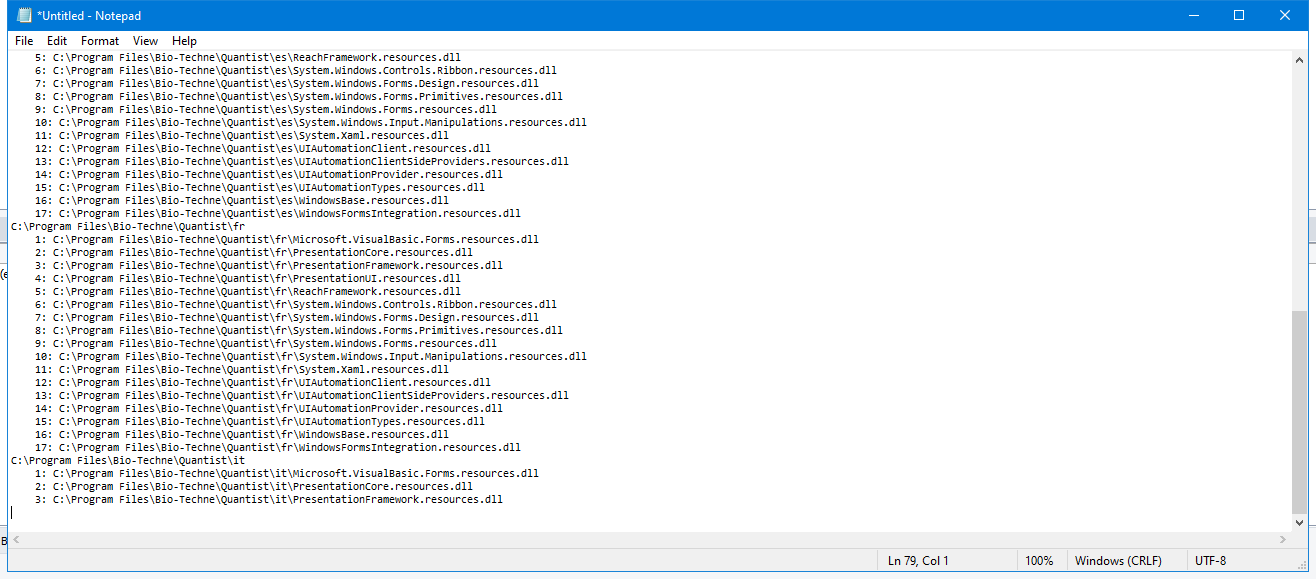 *Untitled - Notepad
File Edit Format View Help
5: C:\Program Files\Bio-Techne\Quantist\es\ReachFramework.resources.dll
6: C:\Program Files\Bio-Techne\Quantist\es\System.Windows.Controls.Ribbon.resources.dll
7: C:\Program Files\Bio-Techne\Quantist\es\System.Windows.Forms.Design.resources.dll
8: C:\Program Files\Bio-Techne\Quantist\es\System.Windows.Forms.Primitives.resources.dll
9: C:\Program Files\Bio-Techne\Quantist\es\System.Windows.Forms.resources.dll
10: C:\Program Files\Bio-Techne\Quantist\es\System.Windows.Input.Manipulations.resources.dll
11: C:\Program Files\Bio-Techne\Quantist\es\System.Xaml.resources.dll
12: C:\Program Files\Bio-Techne\Quantist\es\UIAutomationClient.resources.dll
13: C:\Program Files\Bio-Techne\Quantist\es\UIAutomationClientSideProviders.resources.dll
14: C:\Program Files\Bio-Techne\Quantist\es\UIAutomationProvider.resources.dll
15: C:\Program Files\Bio-Techne\Quantist\es\UIAutomationTypes.resources.dll
16: C:\Program Files\Bio-Techne\Quantist\es\WindowsBase.resources.dll
17: C:\Program Files\Bio-Techne\Quantist\es\WindowsFormsIntegration.resources.dll
C:\Program Files\Bio-Techne\Quantist\fr
1: C:\Program Files\Bio-Techne\Quantist\fr\Microsoft.VisualBasic.Forms.resources.dll
2: C:\Program Files\Bio-Techne\Quantist\fr\PresentationCore.resources.dll
3: C:\Program Files\Bio-Techne\Quantist\fr\PresentationFramework.resources.dll
4: C:\Program Files\Bio-Techne\Quantist\fr\PresentationUI.resources.dll
5: C:\Program Files\Bio-Techne\Quantist\fr\ReachFramework.resources.dll
6: C:\Program Files\Bio-Techne\Quantist\fr\System.Windows.Controls.Ribbon.resources.dll
7: C:\Program Files\Bio-Techne\Quantist\fr\System.Windows.Forms.Design.resources.dll
8: C:\Program Files\Bio-Techne\Quantist\fr\System.Windows.Forms.Primitives.resources.dll
9: C:\Program Files\Bio-Techne\Quantist\fr\System.Windows.Forms.resources.dll
10: C:\Program Files\Bio-Techne\Quantist\fr\System.Windows.Input.Manipulations.resources.dll
11: C:\Program Files\Bio-Techne\Quantist\fr\System.Xaml.resources.dll
12: C:\Program Files\Bio-Techne\Quantist\fr\UIAutomationClient.resources.dll
13: C:\Program Files\Bio-Techne\Quantist\fr\UIAutomationClientSideProviders.resources.dll
14: C:\Program Files\Bio-Techne\Quantist\fr\UIAutomationProvider.resources.dll
15: C:\Program Files\Bio-Techne\Quantist\fr\UIAutomationTypes.resources.dll
16: C:\Program Files\Bio-Techne\Quantist\fr\WindowsBase.resources.dll
17: C:\Program Files\Bio-Techne\Quantist\fr\WindowsFormsIntegration.resources.dll
C:\Program Files\Bio-Techne\Quantist\it
1: C:\Program Files\Bio-Techne\Quantist\it\Microsoft.VisualBasic.Forms.resources.dll
2: C:\Program Files\Bio-Techne\Quantist\it\PresentationCore.resources.dll
3: C:\Program Files\Bio-Techne\Quantist\it\PresentationFramework.resources.dll
Ln 79, Col 1 100% Windows (CRLF) UTF-8